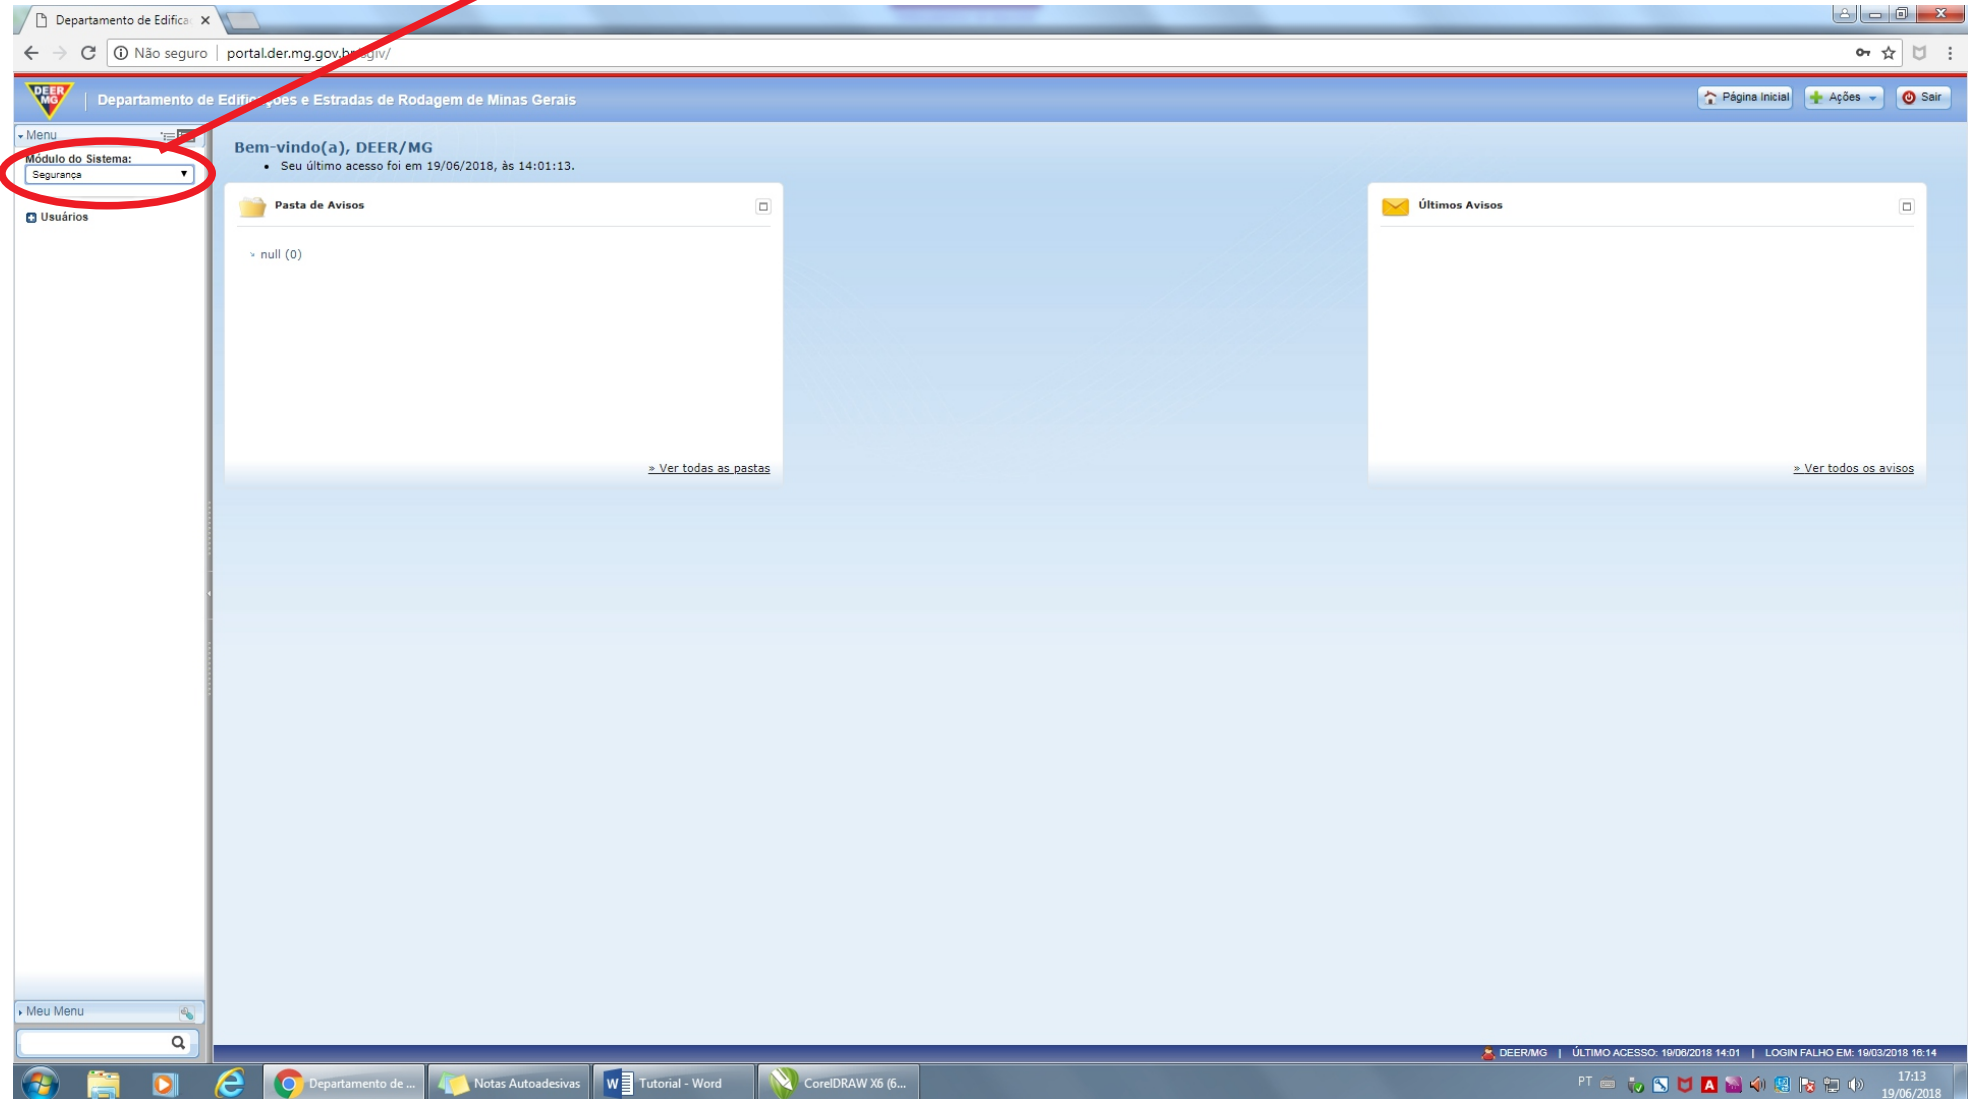 Departamento de Edifica
Não seguro | portal.der.mg.gov.br
giv/
DEER
MG
Departamento de Edificações e Estradas de Rodagem de Minas Gerais
Página Inicial
Ações
Sair
Menu
Módulo do Sistema:
Segurança
Usuários
Bem-vindo(a), DEER/MG
• Seu último acesso foi em 19/06/2018, às 14:01:13.
Pasta de Avisos
null (0)
» Ver todas as pastas
Últimos Avisos
» Ver todos os avisos
Meu Menu
DEER/MG | ÚLTIMO ACESSO: 19/06/2018 14:01 | LOGIN FALHO EM: 19/03/2018 16:14
Departamento de ...
Notas Autoadesivas
Tutorial - Word
CorelDRAW X6 (6...
PT
17:13
19/06/2018